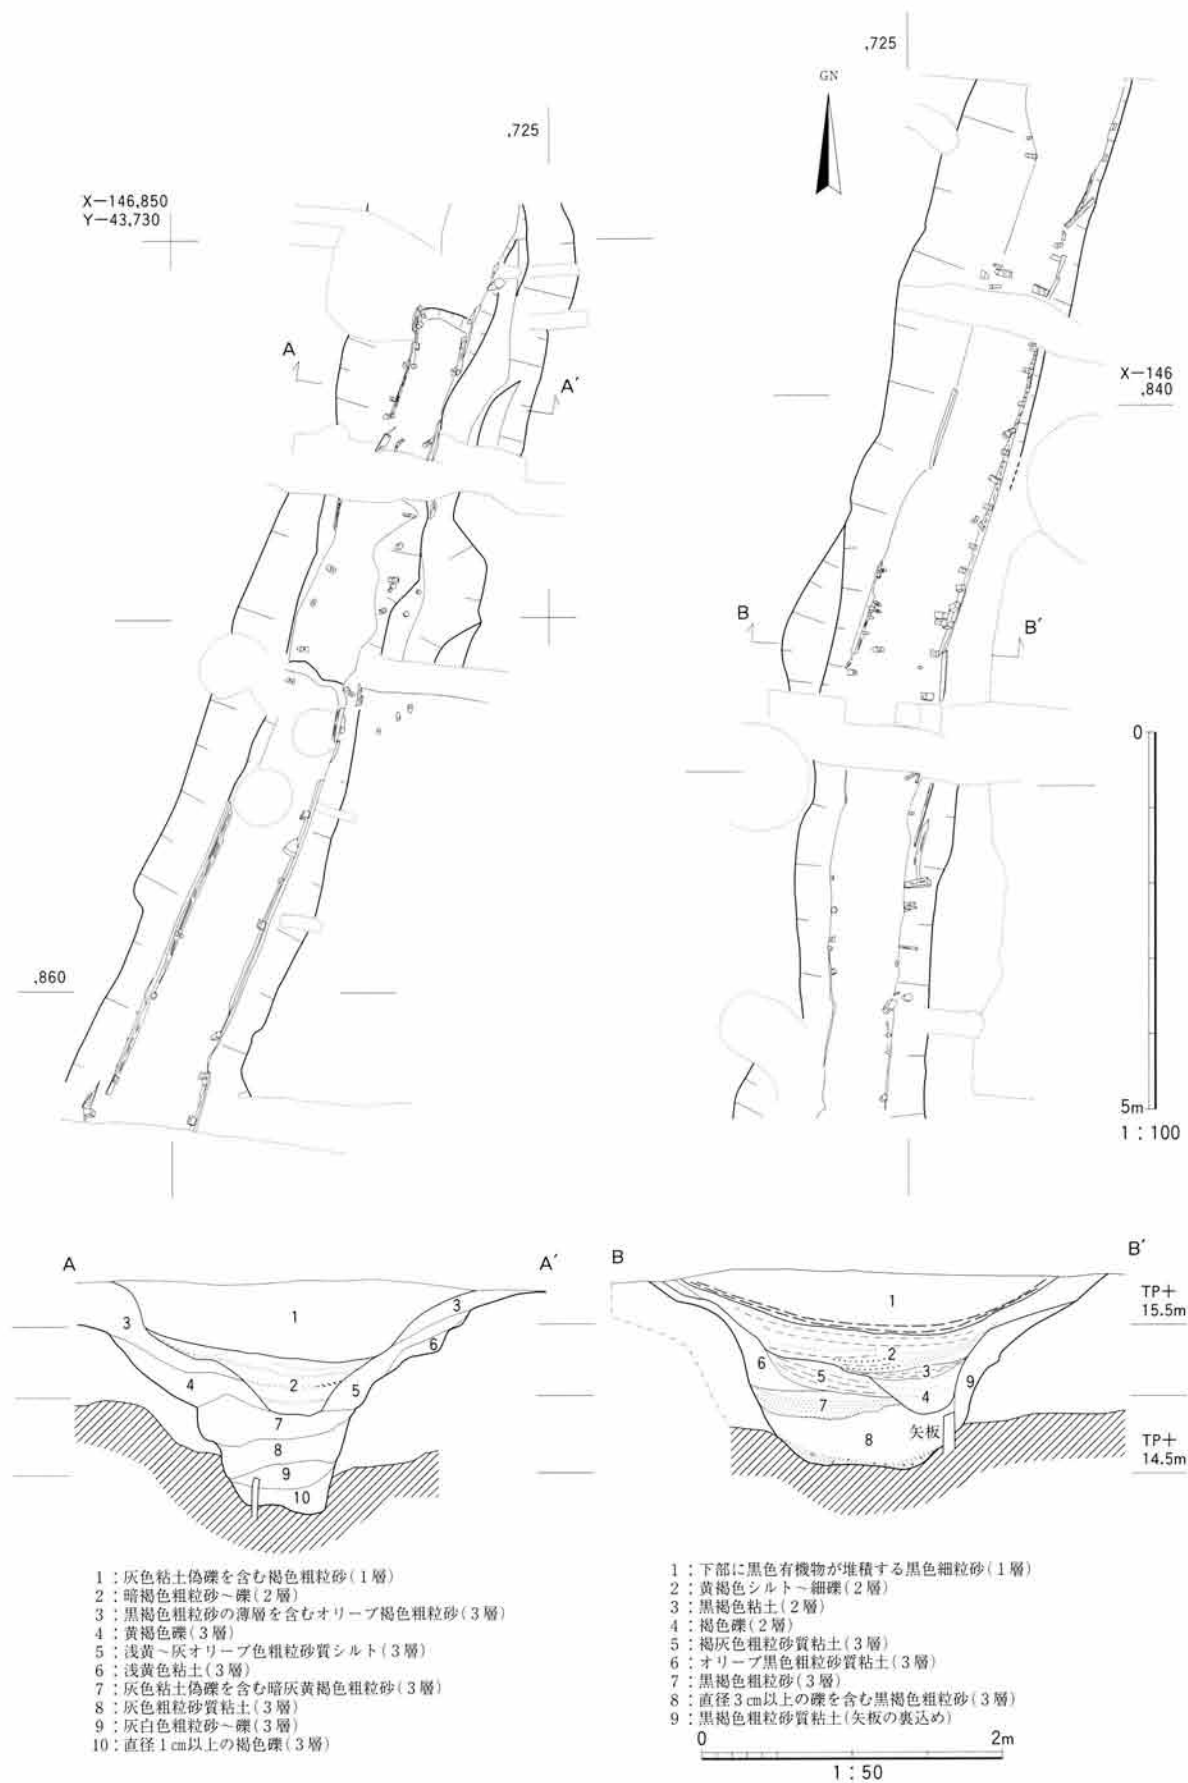 ,725
GN
,725
X−146,850
Y−43,730
A
A′
X−146
,840
B
B′
0
,860
5m
1：100
A
A′
B
B′
1
3
3
6
2
4
5
7
8
9
10
1
TP+
15.5m
2
3
6
5
4
9
7
8
矢板
TP+
14.5m
1：灰色粘土偽礫を含む褐色粗粒砂(1層)
2：暗褐色粗粒砂～礫(2層)
3：黒褐色粗粒砂の薄層を含むオリーブ褐色粗粒砂(3層)
4：黄褐色礫(3層)
5：浅黄～灰オリーブ色粗粒砂質シルト(3層)
6：浅黄色粘土(3層)
7：灰色粘土偽礫を含む暗灰黄褐色粗粒砂(3層)
8：灰色粗粒砂質粘土(3層)
9：灰白色粗粒砂～礫(3層)
10：直径1㎝以上の褐色礫(3層)
1：下部に黒色有機物が堆積する黒色細粒砂(1層)
2：黄褐色シルト～細礫(2層)
3：黒褐色粘土(2層)
4：褐色礫(2層)
5：褐灰色粗粒砂質粘土(3層)
6：オリーブ黒色粗粒砂質粘土(3層)
7：黒褐色粗粒砂(3層)
8：直径3㎝以上の礫を含む黒褐色粗粒砂(3層)
9：黒褐色粗粒砂質粘土(矢板の裏込め)
0
2m
1：50